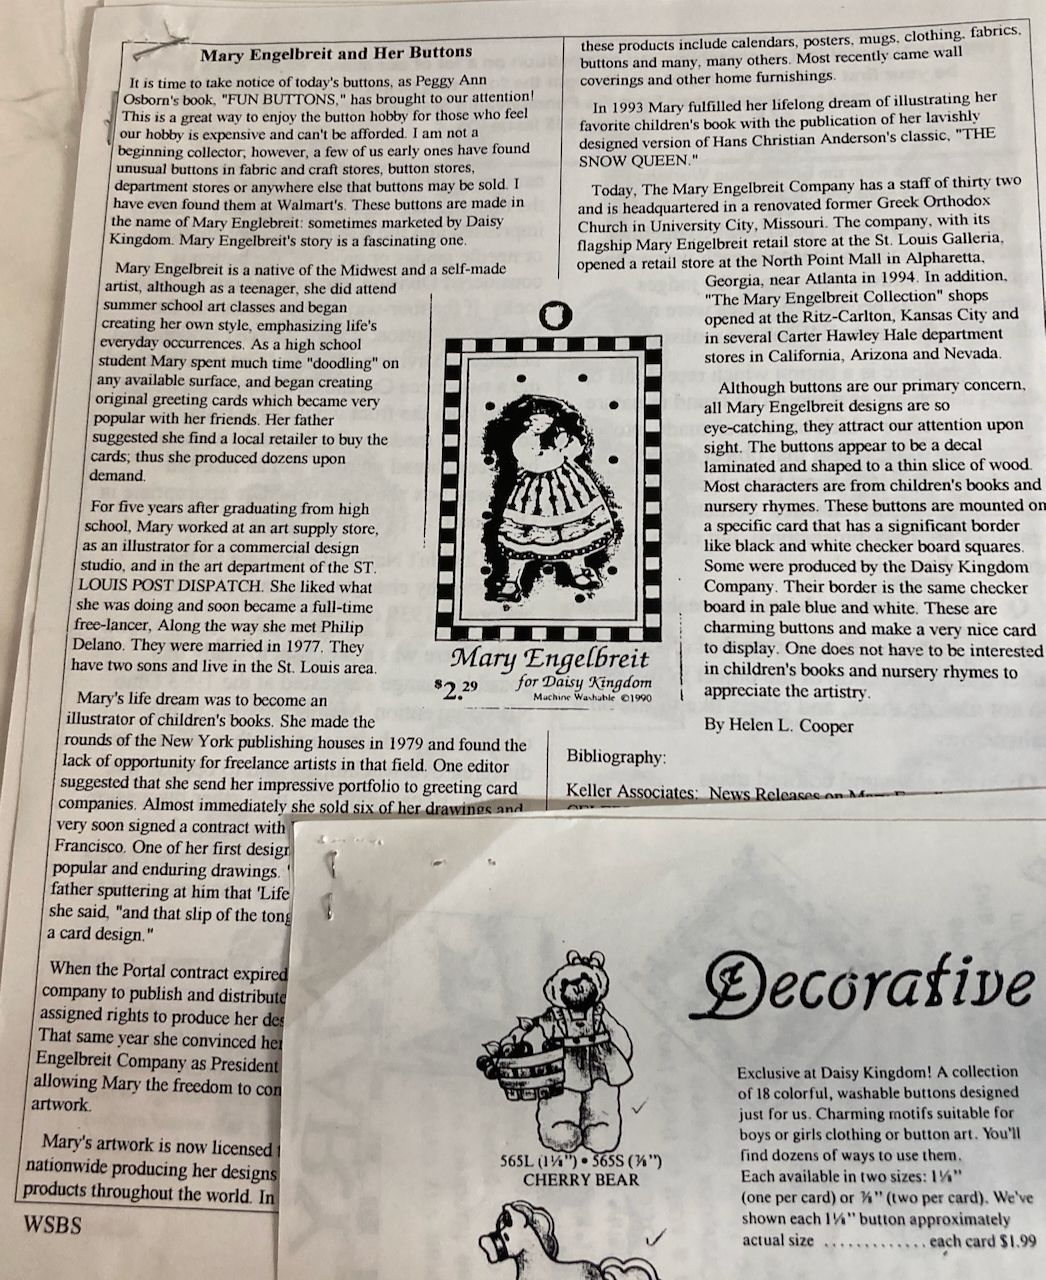 Mary Engelbreit and Her Buttons
It is time to take notice of today's buttons, as Peggy Ann
Osborn's book, "FUN BUTTONS," has brought to our attention!
This is a great way to enjoy the button hobby for those who feel
our hobby is expensive and can't be afforded. I am not a
beginning collector; however, a few of us early ones have found
unusual buttons in fabric and craft stores, button stores,
department stores or anywhere else that buttons may be sold. I
have even found them at Walmart's. These buttons are made in
the name of Mary Englebreit: sometimes marketed by Daisy
Kingdom. Mary Engelbreit's story is a fascinating one.
Mary Engelbreit is a native of the Midwest and a self-made
artist, although as a teenager, she did attend
summer school art classes and began
creating her own style, emphasizing life's
everyday occurrences. As a high school
student Mary spent much time "doodling" on
any available surface, and began creating
original greeting cards which became very
popular with her friends. Her father
suggested she find a local retailer to buy the
cards; thus she produced dozens upon
demand.
For five years after graduating from high
school, Mary worked at an art supply store,
as an illustrator for a commercial design
studio, and in the art department of the ST.
LOUIS POST DISPATCH. She liked what
she was doing and soon became a full-time
free-lancer, Along the way she met Philip
Delano. They were married in 1977. They
have two sons and live in the St. Louis area.
Mary's life dream was to become an
illustrator of children's books. She made the
rounds of the New York publishing houses in 1979 and found the
lack of opportunity for freelance artists in that field. One editor
suggested that she send her impressive portfolio to greeting card
companies. Almost immediately she sold six of her drawings and
very soon signed a contract with
Francisco. One of her first design
popular and enduring drawings. "
father sputtering at him that 'Life
she said, "and that slip of the tong
a card design."
When the Portal contract expired
company to publish and distribute
assigned rights to produce her des
That same year she convinced her
Engelbreit Company as President
allowing Mary the freedom to con
artwork.
Mary's artwork is now licensed
nationwide producing her designs
products throughout the world. In
WSBS
these products include calendars, posters, mugs, clothing, fabrics,
buttons and many, many others. Most recently came wall
coverings and other home furnishings.
In 1993 Mary fulfilled her lifelong dream of illustrating her
favorite children's book with the publication of her lavishly
designed version of Hans Christian Anderson's classic, "THE
SNOW QUEEN."
Today, The Mary Engelbreit Company has a staff of thirty two
and is headquartered in a renovated former Greek Orthodox
Church in University City, Missouri. The company, with its
flagship Mary Engelbreit retail store at the St. Louis Galleria,
opened a retail store at the North Point Mall in Alpharetta,
Georgia, near Atlanta in 1994. In addition,
"The Mary Engelbreit Collection" shops
opened at the Ritz-Carlton, Kansas City and
in several Carter Hawley Hale department
stores in California, Arizona and Nevada.
Although buttons are our primary concern,
all Mary Engelbreit designs are so
eye-catching, they attract our attention upon
sight. The buttons appear to be a decal
laminated and shaped to a thin slice of wood.
Most characters are from children's books and
nursery rhymes. These buttons are mounted on
a specific card that has a significant border
like black and white checker board squares.
Some were produced by the Daisy Kingdom
Company. Their border is the same checker
board in pale blue and white. These are
charming buttons and make a very nice card
to display. One does not have to be interested
in children's books and nursery rhymes to
appreciate the artistry.
By Helen L. Cooper
Mary Engelbreit
for Daisy Kingdom
$2.29
Machine Washable ©1990
Bibliography:
Keller Associates: News Releases on
Decorative
Exclusive at Daisy Kingdom! A collection
of 18 colorful, washable buttons designed
just for us. Charming motifs suitable for
boys or girls clothing or button art. You'll
find dozens of ways to use them.
Each available in two sizes: 1⅛"
(one per card) or ⅞" (two per card). We've
shown each 1⅛" button approximately
actual size ............. each card $1.99
565L (1⅛") • 565S (⅞")
CHERRY BEAR